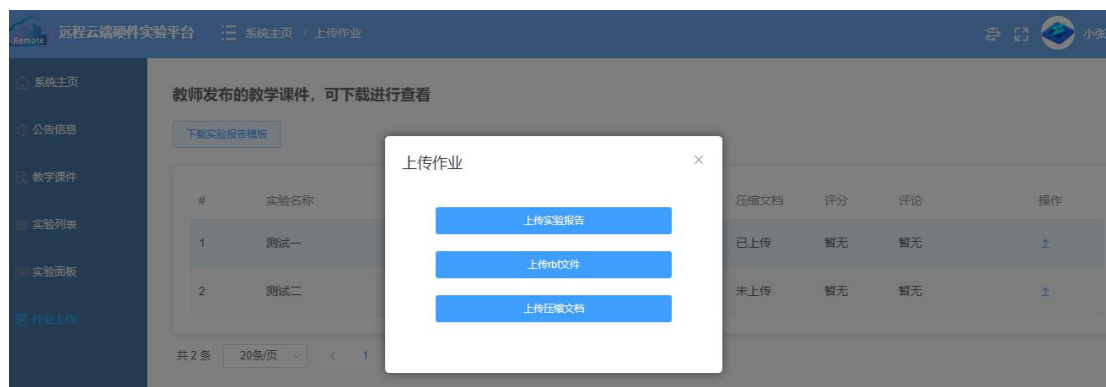 Remote 远程云端硬件实验平台 系统主页 / 上传作业 小张
系统主页
公告信息
教学课件
实验列表
实验面板
作业上传
教师发布的教学课件，可下载进行查看
下载实验报告模板
# 实验名称 压缩文档 评分 评论 操作
1 测试一 已上传 暂无 暂无
2 测试二 未上传 暂无 暂无
共 2 条 20条/页 < 1
上传作业
上传实验报告
上传rbf文件
上传压缩文档